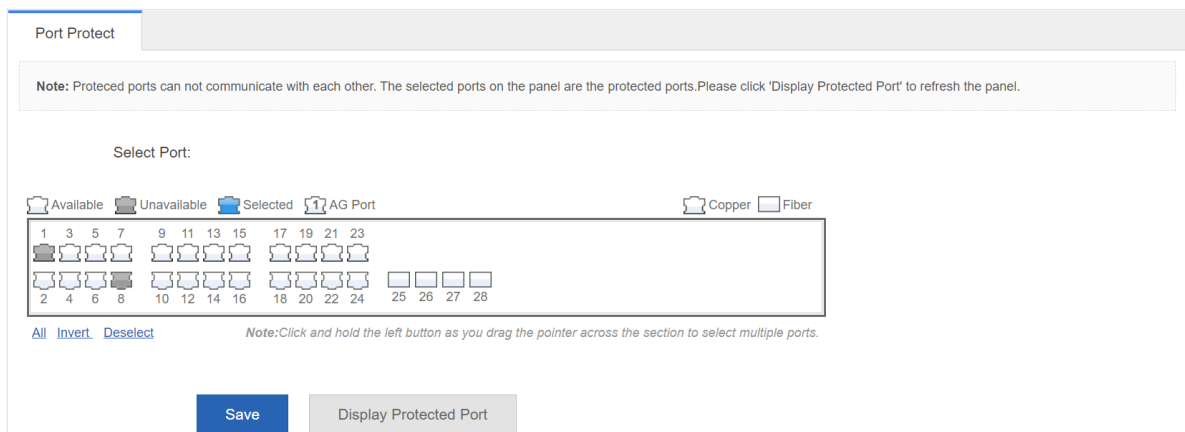 Port Protect
Note: Proteced ports can not communicate with each other. The selected ports on the panel are the protected ports.Please click 'Display Protected Port' to refresh the panel.
Select Port:
Available Unavailable Selected 1 AG Port Copper Fiber
1 3 5 7 9 11 13 15 17 19 21 23
2 4 6 8 10 12 14 16 18 20 22 24 25 26 27 28
All Invert Deselect Note:Click and hold the left button as you drag the pointer across the section to select multiple ports.
Save Display Protected Port